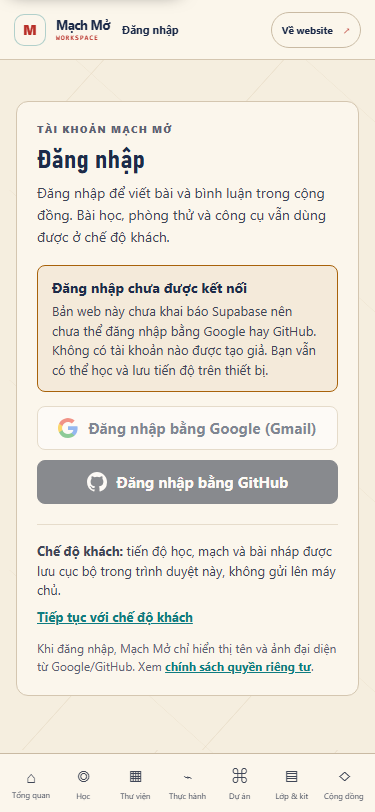 M
Mạch Mở
WORKSPACE
Đăng nhập
Về website ↗
TÀI KHOẢN MẠCH MỞ
Đăng nhập
Đăng nhập để viết bài và bình luận trong cộng
đồng. Bài học, phòng thử và công cụ vẫn dùng
được ở chế độ khách.
Đăng nhập chưa được kết nối
Bản web này chưa khai báo Supabase nên
chưa thể đăng nhập bằng Google hay GitHub.
Không có tài khoản nào được tạo giả. Bạn vẫn
có thể học và lưu tiến độ trên thiết bị.
Đăng nhập bằng Google (Gmail)
Đăng nhập bằng GitHub
Chế độ khách: tiến độ học, mạch và bài nháp được
lưu cục bộ trong trình duyệt này, không gửi lên máy
chủ.
Tiếp tục với chế độ khách
Khi đăng nhập, Mạch Mở chỉ hiển thị tên và ảnh đại diện
từ Google/GitHub. Xem chính sách quyền riêng tư.
Tổng quan
Học
Thư viện
Thực hành
Dự án
Lớp & kit
Cộng đồng